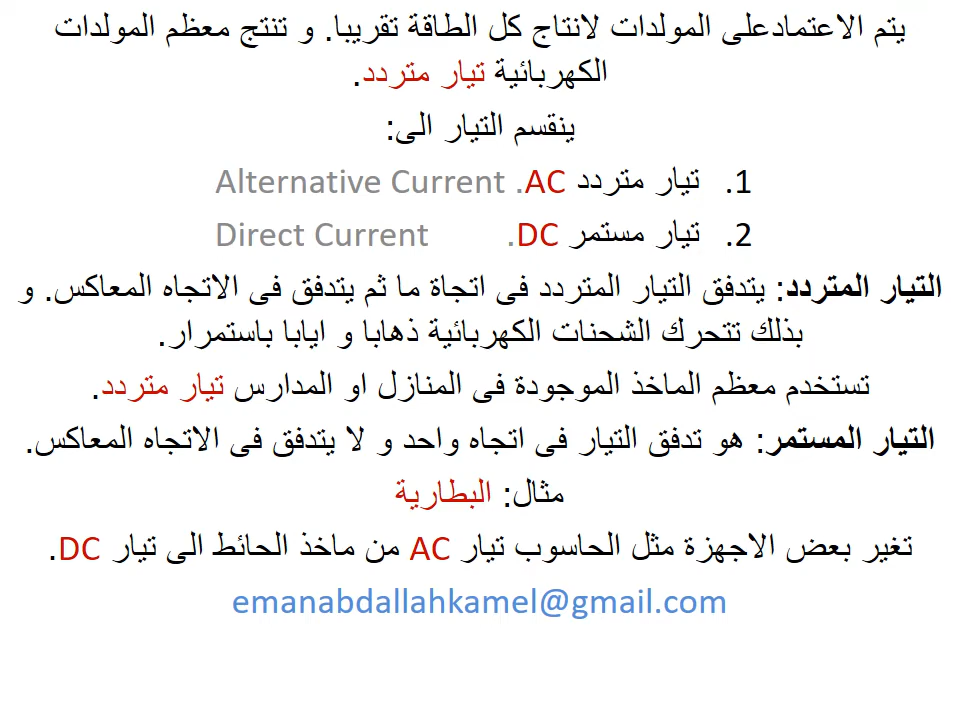 يتم الاعتمادعلى المولدات لانتاج كل الطاقة تقريبا. و تنتج معظم المولدات
الكهربائية تيار متردد.
ينقسم التيار الى:
1. تيار متردد AC. Alternative Current
2. تيار مستمر DC. Direct Current
التيار المتردد: يتدفق التيار المتردد فى اتجاة ما ثم يتدفق فى الاتجاه المعاكس. و
بذلك تتحرك الشحنات الكهربائية ذهابا و ايابا باستمرار.
تستخدم معظم الماخذ الموجودة فى المنازل او المدارس تيار متردد.
التيار المستمر: هو تدفق التيار فى اتجاه واحد و لا يتدفق فى الاتجاه المعاكس.
مثال: البطارية
تغير بعض الاجهزة مثل الحاسوب تيار AC من ماخذ الحائط الى تيار DC.
emanabdallahkamel@gmail.com